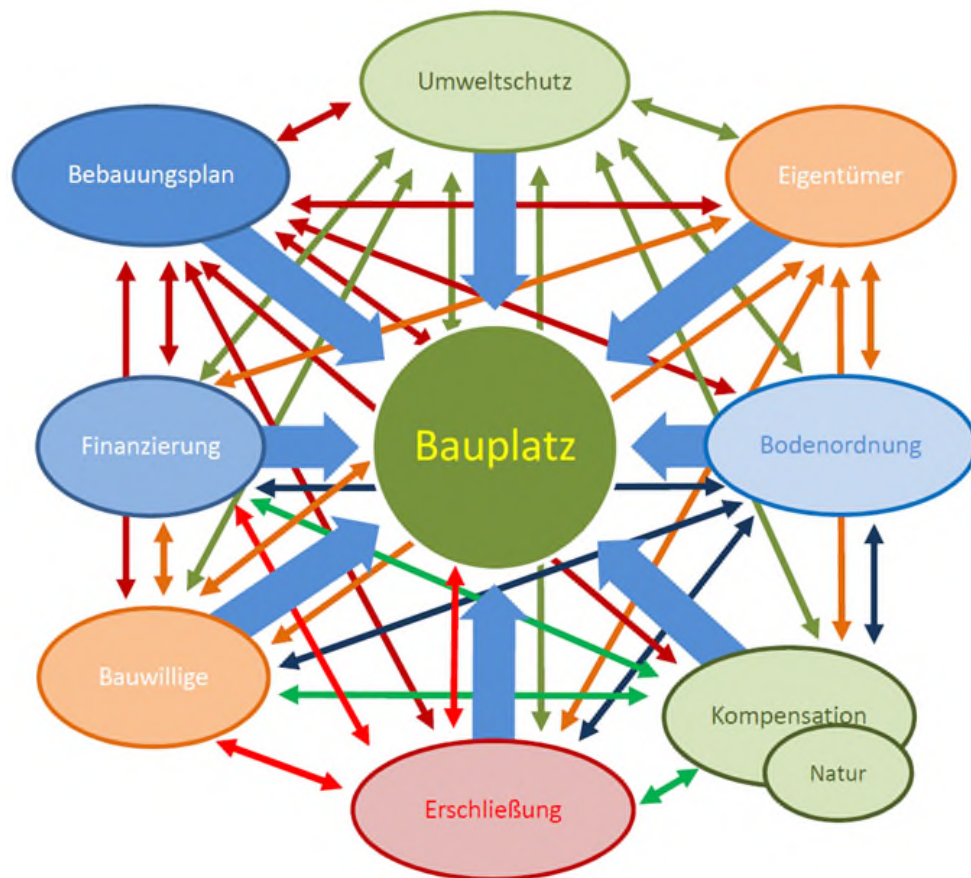 Umweltschutz
Bebauungsplan
Eigentümer
Finanzierung
Bauplatz
Bodenordnung
Bauwillige
Kompensation
Natur
Erschließung